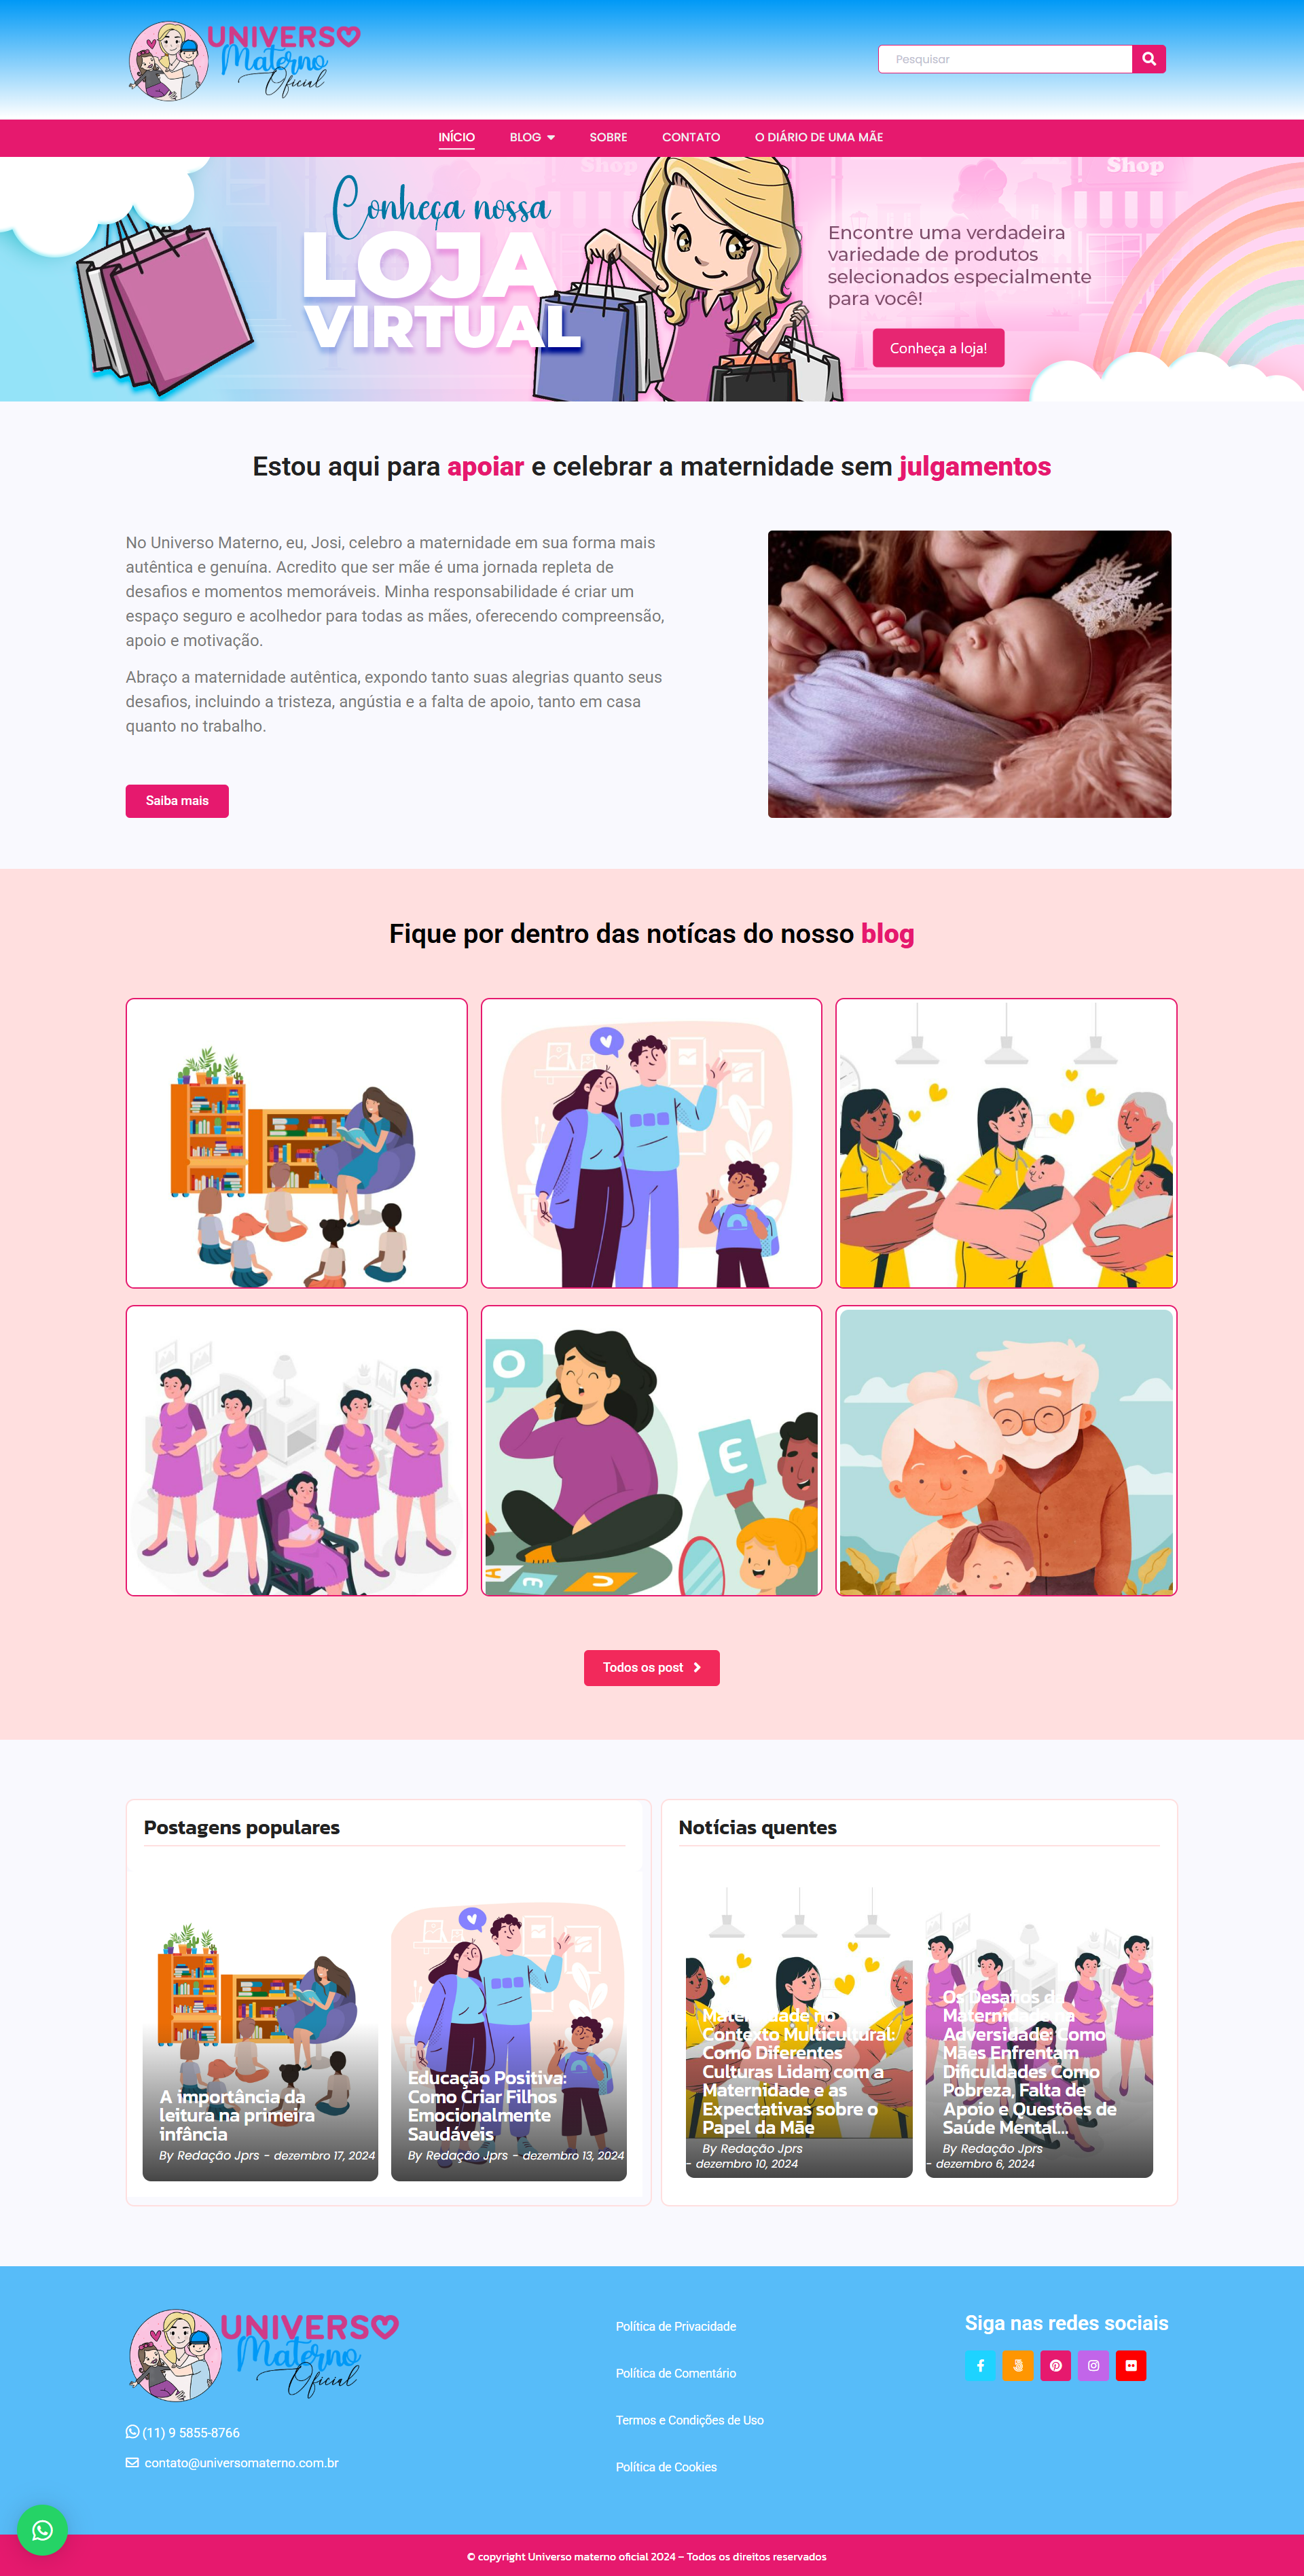 UNIVERSO
Materno
Oficial
Pesquisar
INÍCIO BLOG SOBRE CONTATO O DIÁRIO DE UMA MÃE
Shop Shop
Conheça nossa
LOJA
VIRTUAL
Encontre uma verdadeira
variedade de produtos
selecionados especialmente
para você!
Conheça a loja!
Estou aqui para apoiar e celebrar a maternidade sem julgamentos
No Universo Materno, eu, Josi, celebro a maternidade em sua forma mais
autêntica e genuína. Acredito que ser mãe é uma jornada repleta de
desafios e momentos memoráveis. Minha responsabilidade é criar um
espaço seguro e acolhedor para todas as mães, oferecendo compreensão,
apoio e motivação.
Abraço a maternidade autêntica, expondo tanto suas alegrias quanto seus
desafios, incluindo a tristeza, angústia e a falta de apoio, tanto em casa
quanto no trabalho.
Saiba mais
Fique por dentro das notícas do nosso blog
O
E
A E U
Todos os post
Postagens populares
A importância da
leitura na primeira
infância
By Redação Jprs - dezembro 17, 2024
Educação Positiva:
Como Criar Filhos
Emocionalmente
Saudáveis
By Redação Jprs - dezembro 13, 2024
Notícias quentes
Maternidade no
Contexto Multicultural:
Como Diferentes
Culturas Lidam com a
Maternidade e as
Expectativas sobre o
Papel da Mãe
By Redação Jprs
- dezembro 10, 2024
Os Desafios da
Maternidade na
Adversidade: Como
Mães Enfrentam
Dificuldades Como
Pobreza, Falta de
Apoio e Questões de
Saúde Mental...
By Redação Jprs
- dezembro 6, 2024
UNIVERSO
Materno
Oficial
(11) 9 5855-8766
contato@universomaterno.com.br
Política de Privacidade
Política de Comentário
Termos e Condições de Uso
Política de Cookies
Siga nas redes sociais
© copyright Universo materno oficial 2024 – Todos os direitos reservados